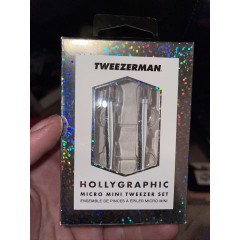 TWEEZERMAN.
HOLLYGRAPHIC
MICRO MINI TWEEZER SET
ENSEMBLE DE PINCES À ÉPILER MICRO MINI